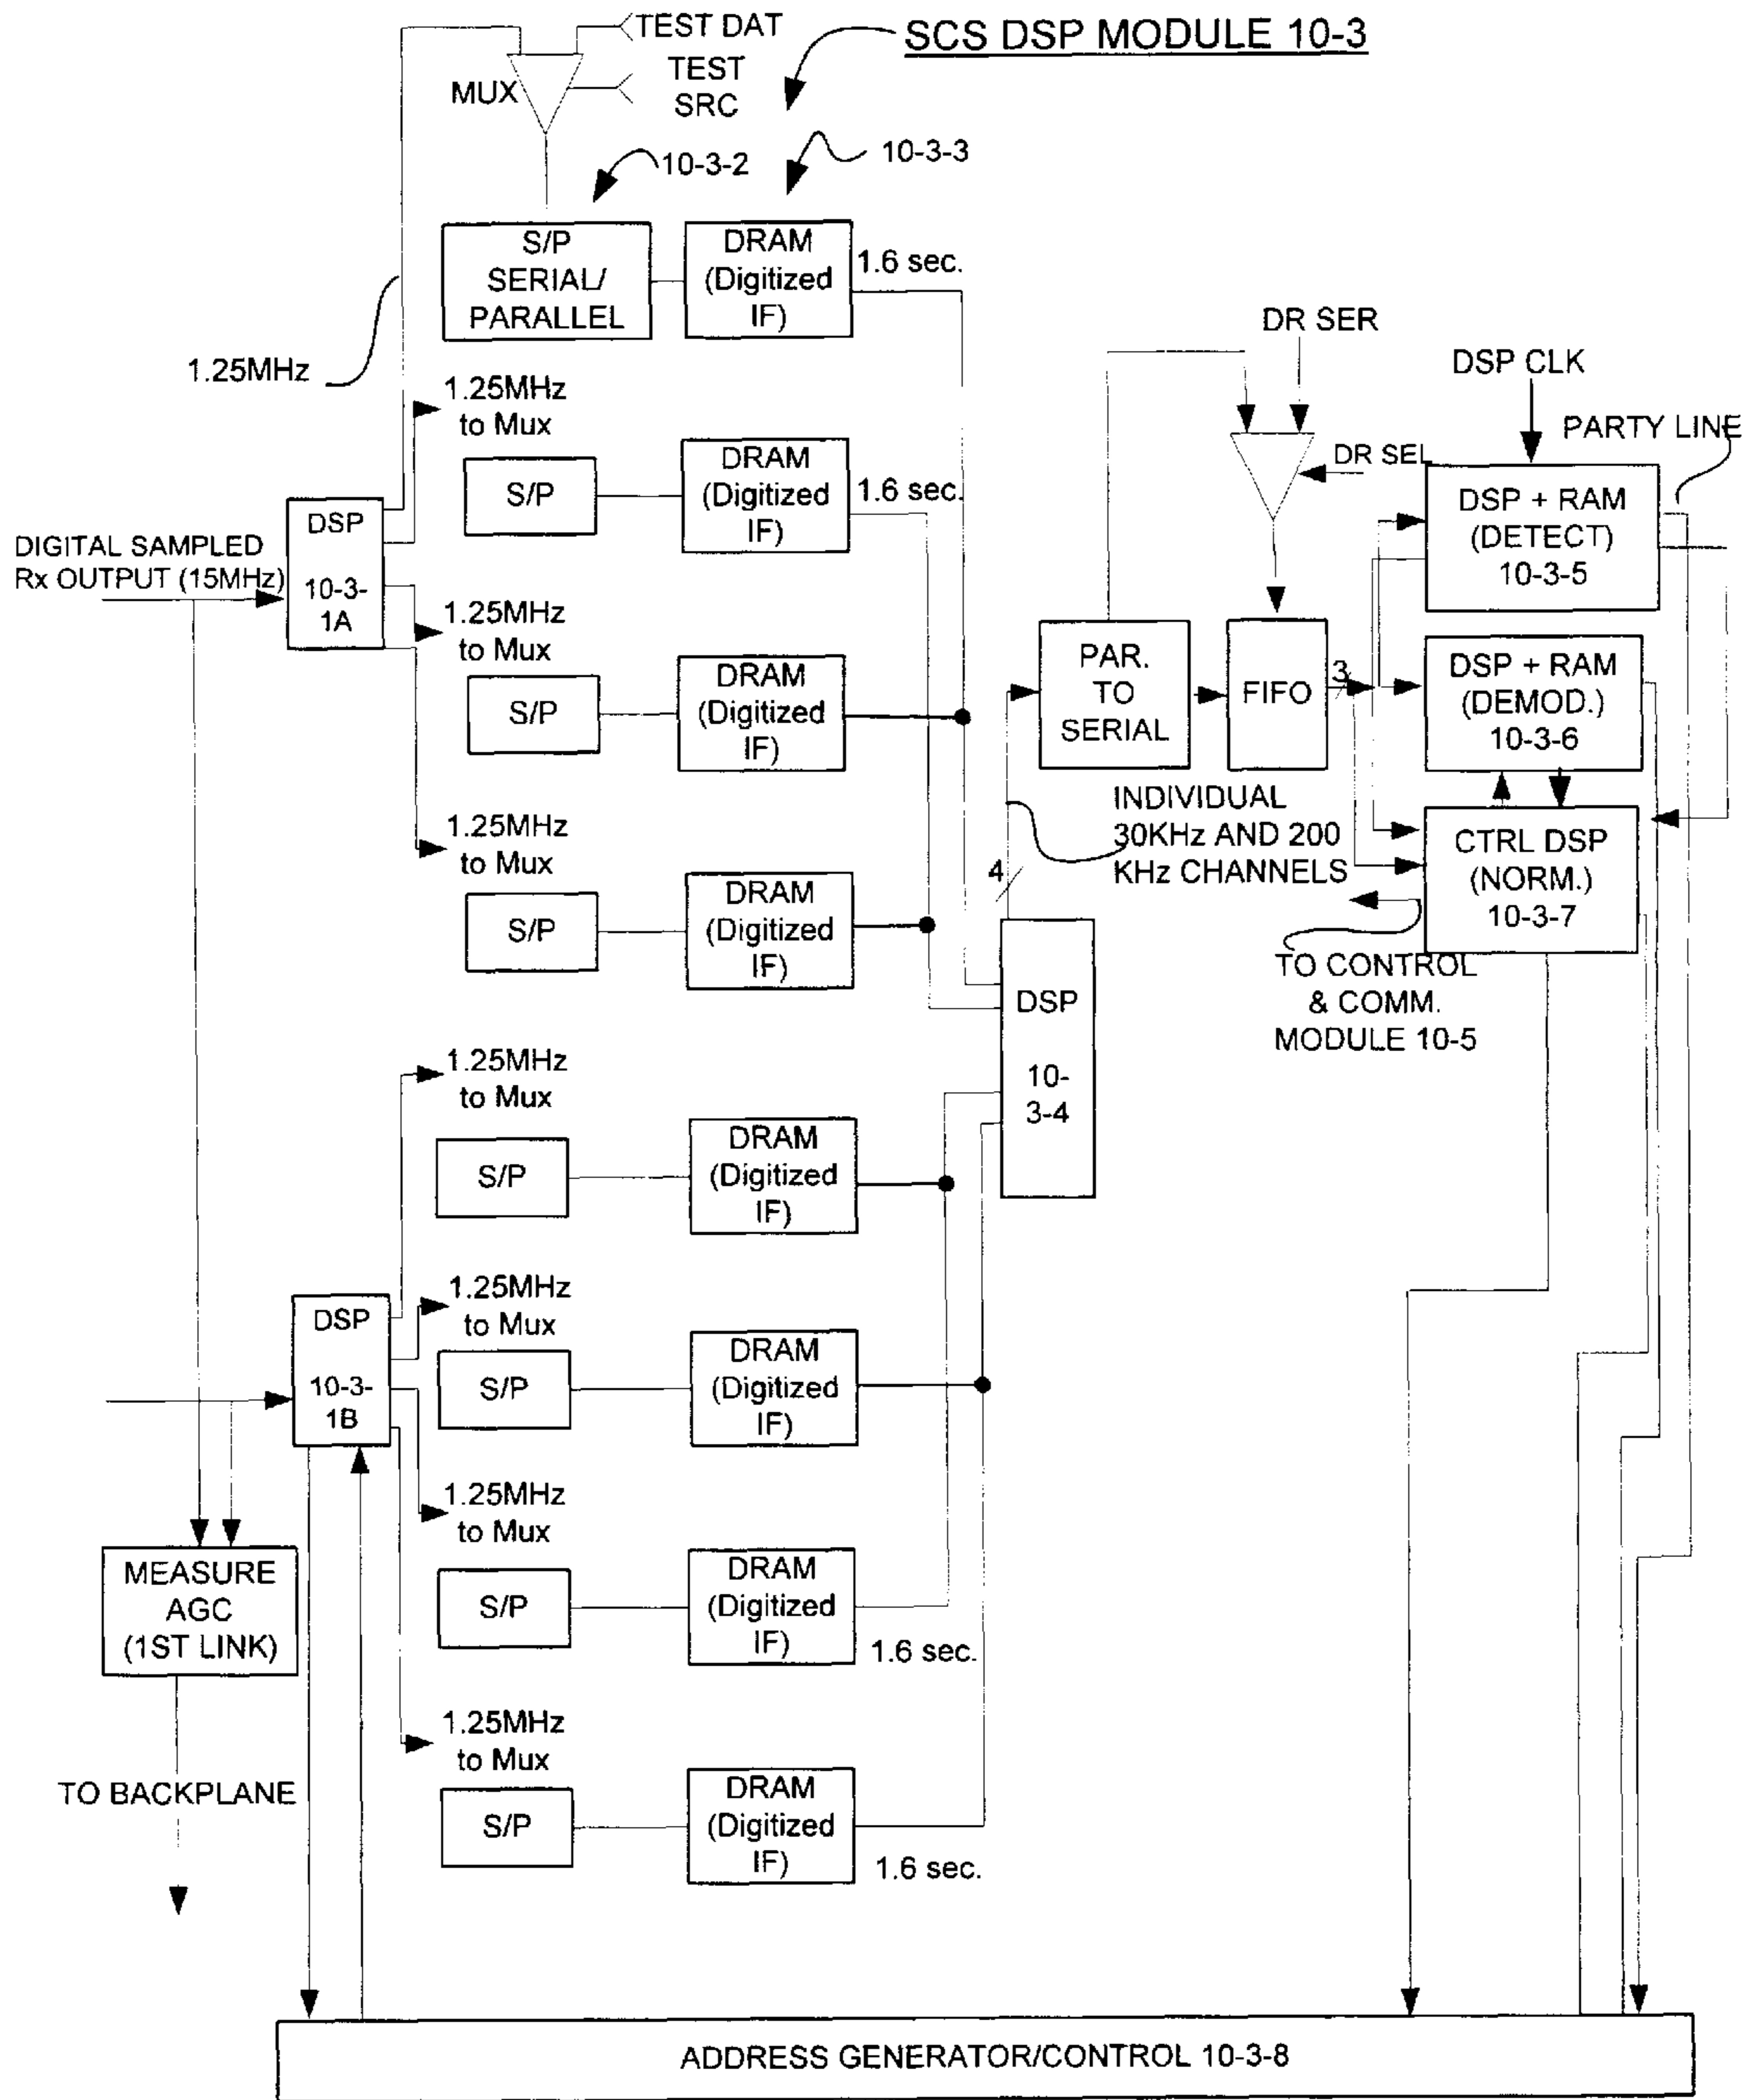 TEST DAT
SCS DSP MODULE 10-3
MUX
TEST
SRC
10-3-2
10-3-3
S/P
SERIAL/
PARALLEL
DRAM
(Digitized
IF)
1.6 sec.
1.25MHz
1.25MHz
to Mux
S/P
DRAM
(Digitized
IF)
1.6 sec.
DIGITAL SAMPLED
Rx OUTPUT (15MHz)
DSP
10-3-
1A
1.25MHz
to Mux
S/P
DRAM
(Digitized
IF)
1.25MHz
to Mux
S/P
DRAM
(Digitized
IF)
DR SER
DSP CLK
PARTY LINE
DR SEL
DSP + RAM
(DETECT)
10-3-5
PAR.
TO
SERIAL
FIFO
3
DSP + RAM
(DEMOD.)
10-3-6
INDIVIDUAL
30KHz AND 200
KHz CHANNELS
4
CTRL DSP
(NORM.)
10-3-7
TO CONTROL
& COMM.
MODULE 10-5
DSP
10-
3-4
1.25MHz
to Mux
S/P
DRAM
(Digitized
IF)
DSP
10-3-
1B
1.25MHz
to Mux
S/P
DRAM
(Digitized
IF)
1.25MHz
to Mux
S/P
DRAM
(Digitized
IF)
1.6 sec.
MEASURE
AGC
(1ST LINK)
TO BACKPLANE
1.25MHz
to Mux
S/P
DRAM
(Digitized
IF)
1.6 sec.
ADDRESS GENERATOR/CONTROL 10-3-8